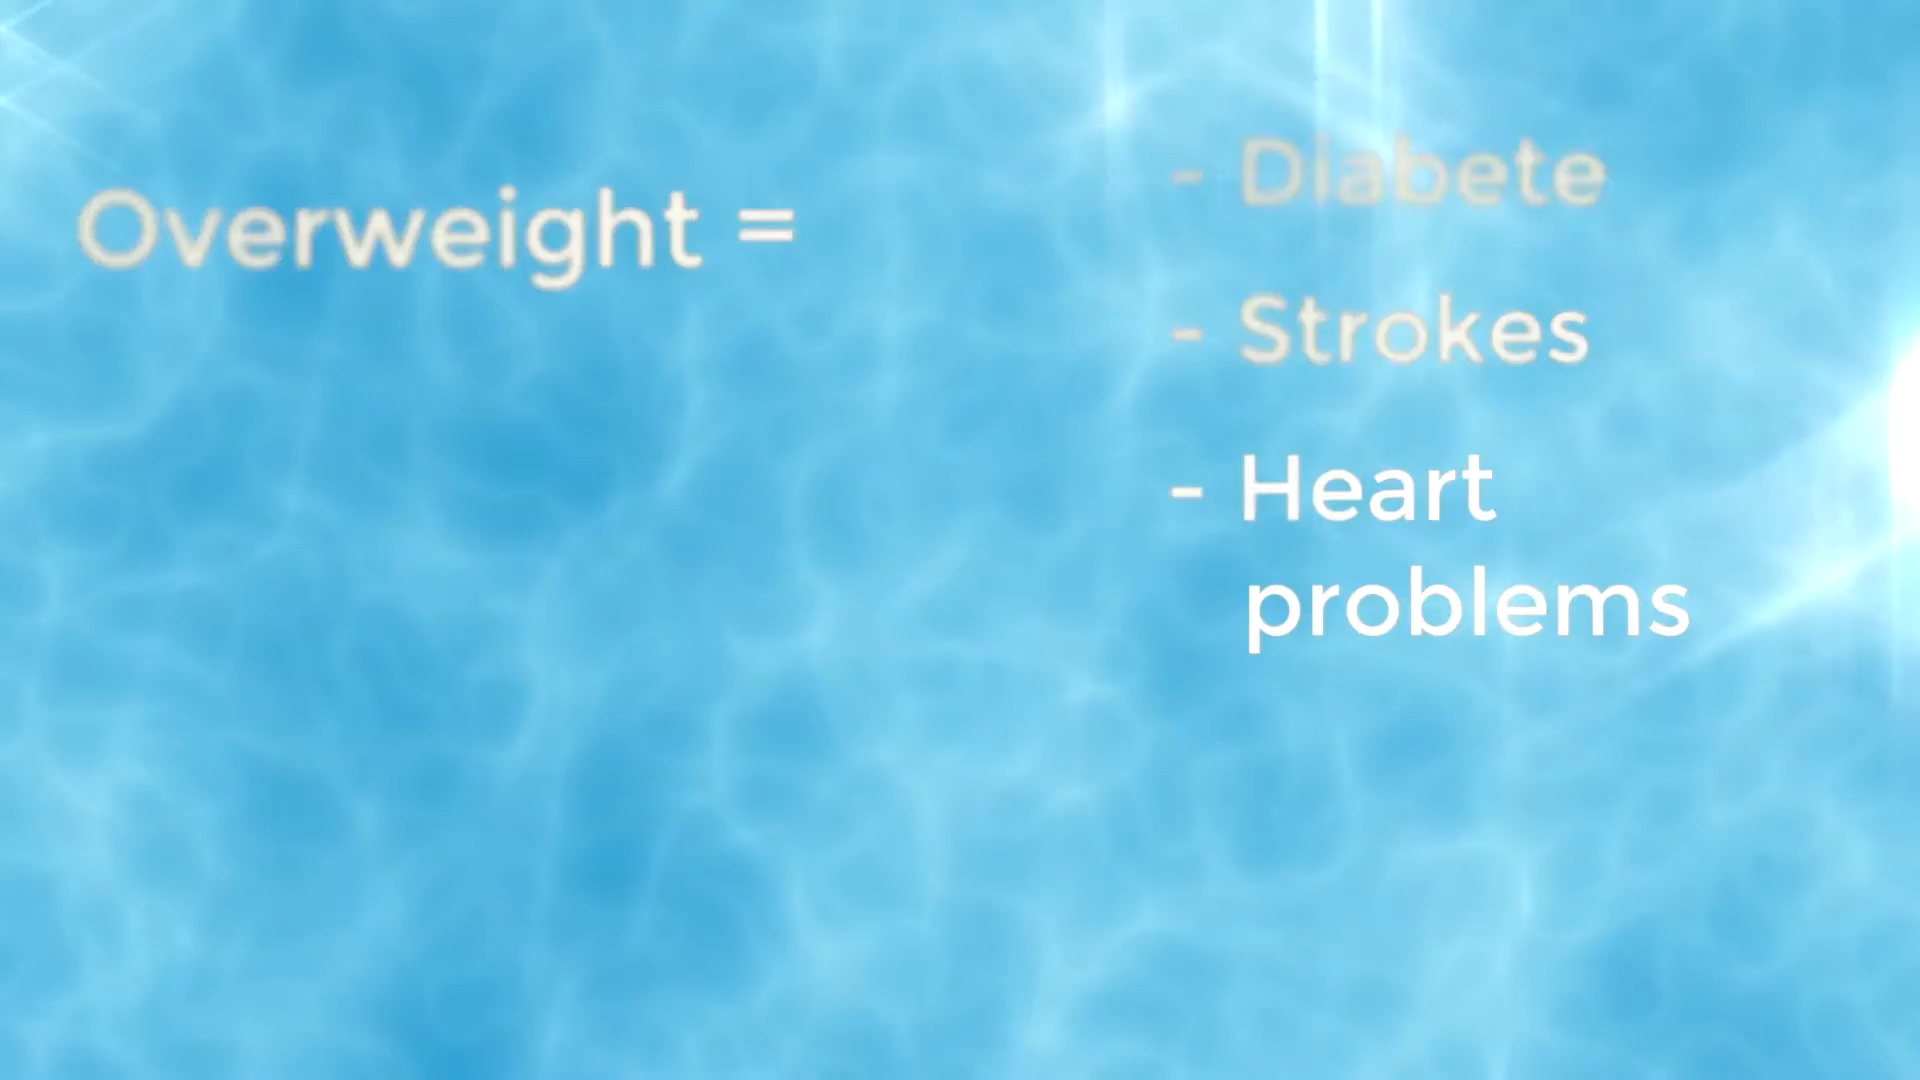 Overweight =
- Diabete
- Strokes
- Heart
problems